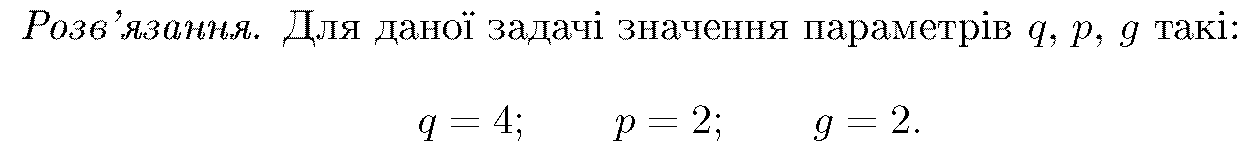 Розв’язання. Для даної задачі значення параметрів q, p, g такі:
q = 4; p = 2; g = 2.